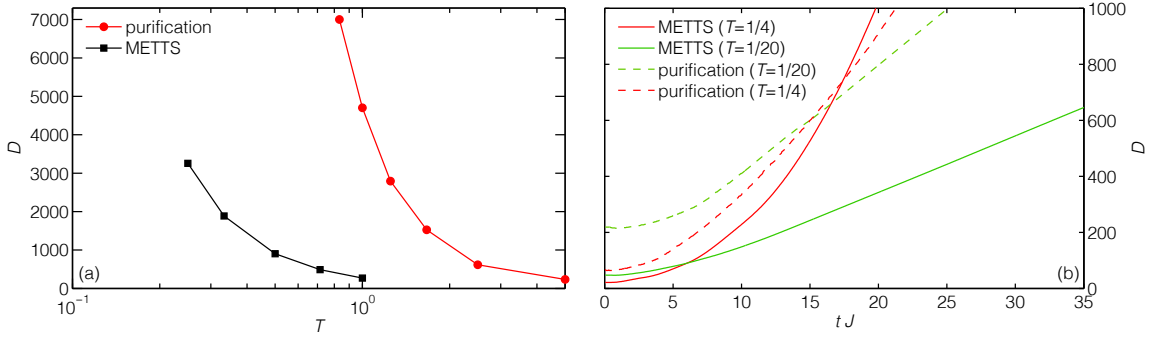 7000
6000
5000
4000
3000
2000
1000
0
D
purification
METTS
(a)
10⁻¹
10⁰
T
METTS (T=1/4)
METTS (T=1/20)
purification (T=1/20)
purification (T=1/4)
1000
800
600
400
200
0
D
(b)
0
5
10
15
20
25
30
35
t J